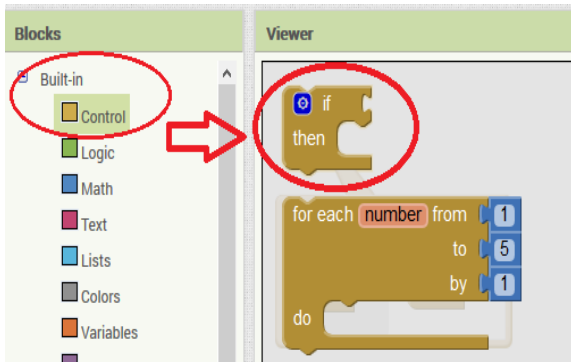 Blocks
Viewer
Built-in
Control
Logic
Math
Text
Lists
Colors
Variables
if
then
for each number from 1
to 5
by 1
do